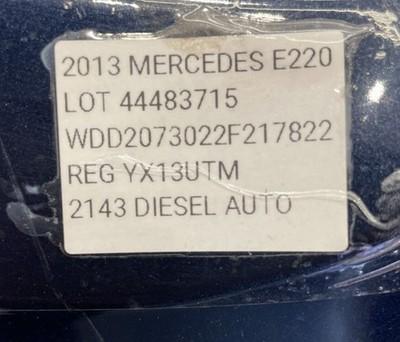 2013 MERCEDES E220
LOT 44483715
WDD2073022F217822
REG YX13UTM
2143 DIESEL AUTO